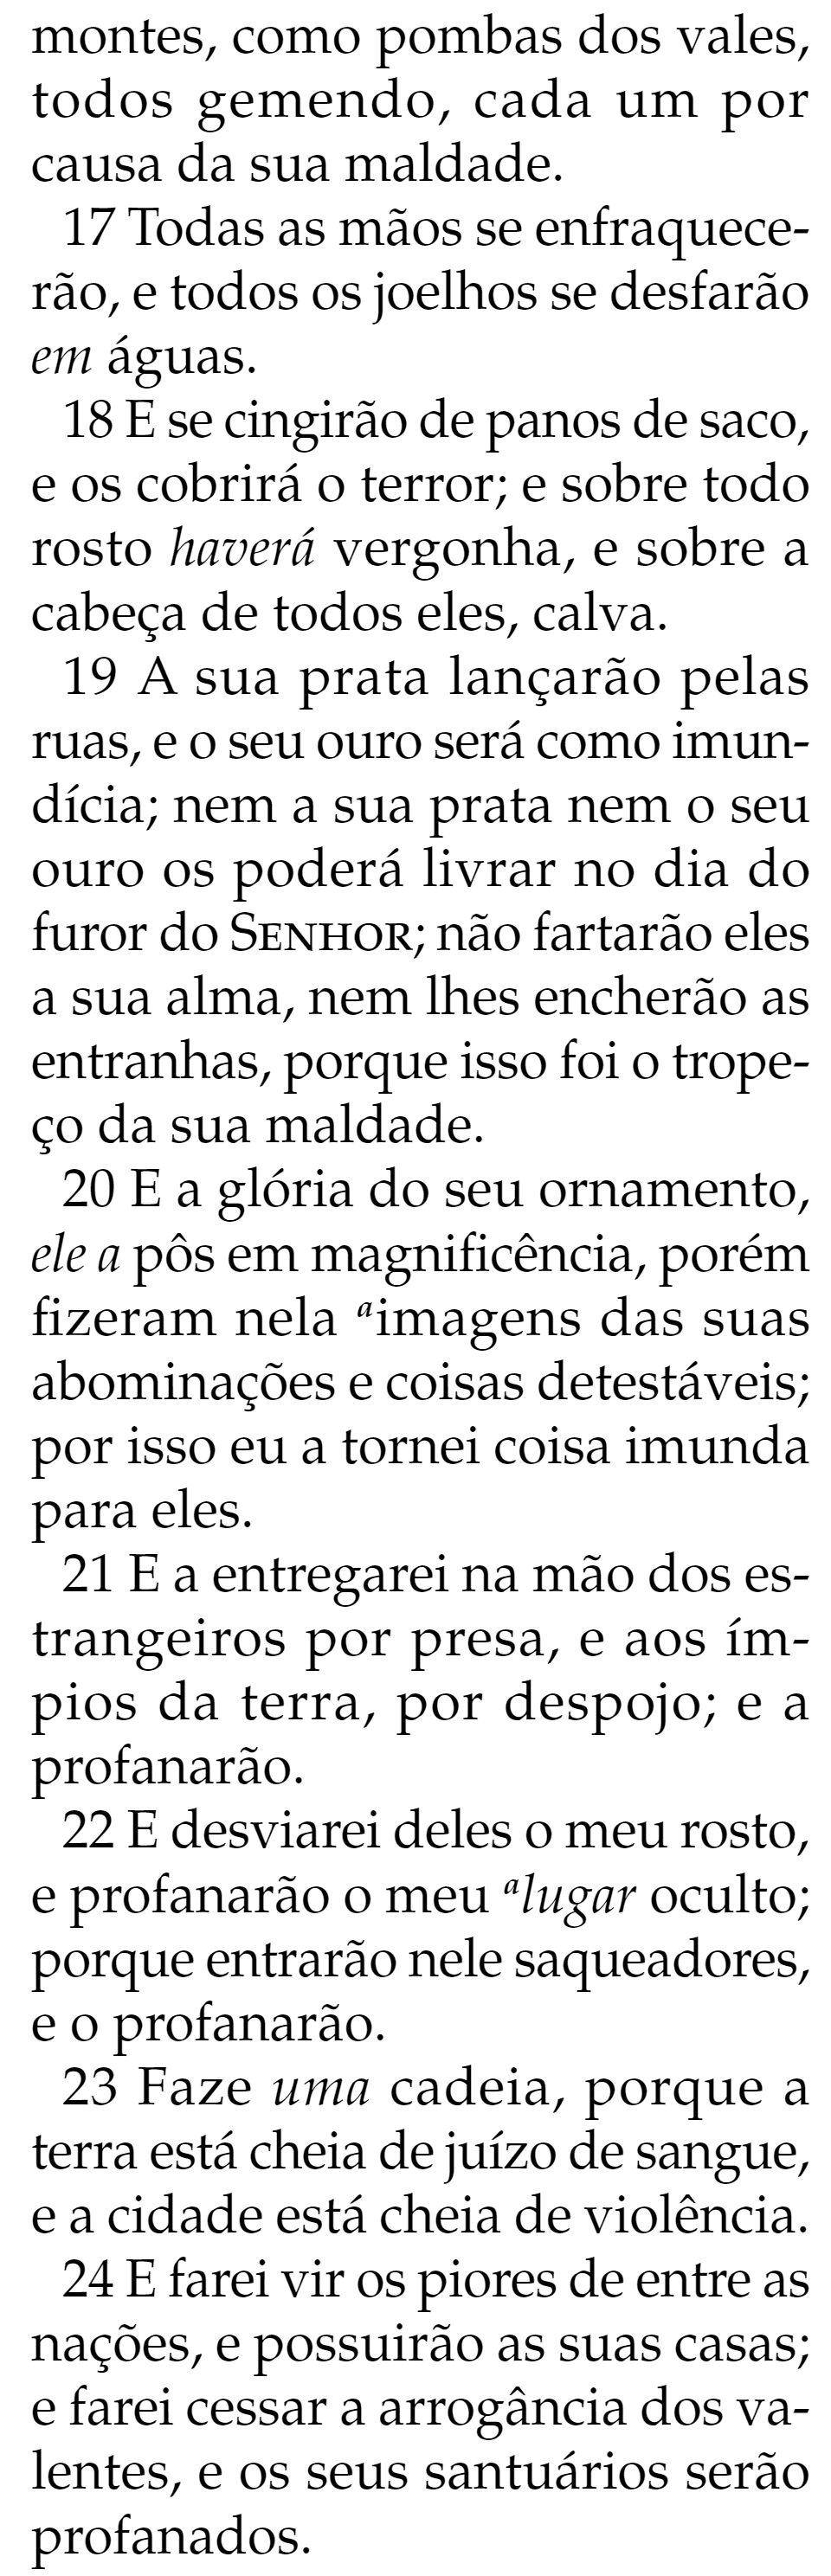 montes, como pombas dos vales,
todos gemendo, cada um por
causa da sua maldade.
17 Todas as mãos se enfraquece-
rão, e todos os joelhos se desfarão
em águas.
18 E se cingirão de panos de saco,
e os cobrirá o terror; e sobre todo
rosto haverá vergonha, e sobre a
cabeça de todos eles, calva.
19 A sua prata lançarão pelas
ruas, e o seu ouro será como imun-
dícia; nem a sua prata nem o seu
ouro os poderá livrar no dia do
furor do SENHOR; não fartarão eles
a sua alma, nem lhes encherão as
entranhas, porque isso foi o trope-
ço da sua maldade.
20 E a glória do seu ornamento,
ele a pôs em magnificência, porém
fizeram nela ᵃimagens das suas
abominações e coisas detestáveis;
por isso eu a tornei coisa imunda
para eles.
21 E a entregarei na mão dos es-
trangeiros por presa, e aos ím-
pios da terra, por despojo; e a
profanarão.
22 E desviarei deles o meu rosto,
e profanarão o meu ᵃlugar oculto;
porque entrarão nele saqueadores,
e o profanarão.
23 Faze uma cadeia, porque a
terra está cheia de juízo de sangue,
e a cidade está cheia de violência.
24 E farei vir os piores de entre as
nações, e possuirão as suas casas;
e farei cessar a arrogância dos va-
lentes, e os seus santuários serão
profanados.